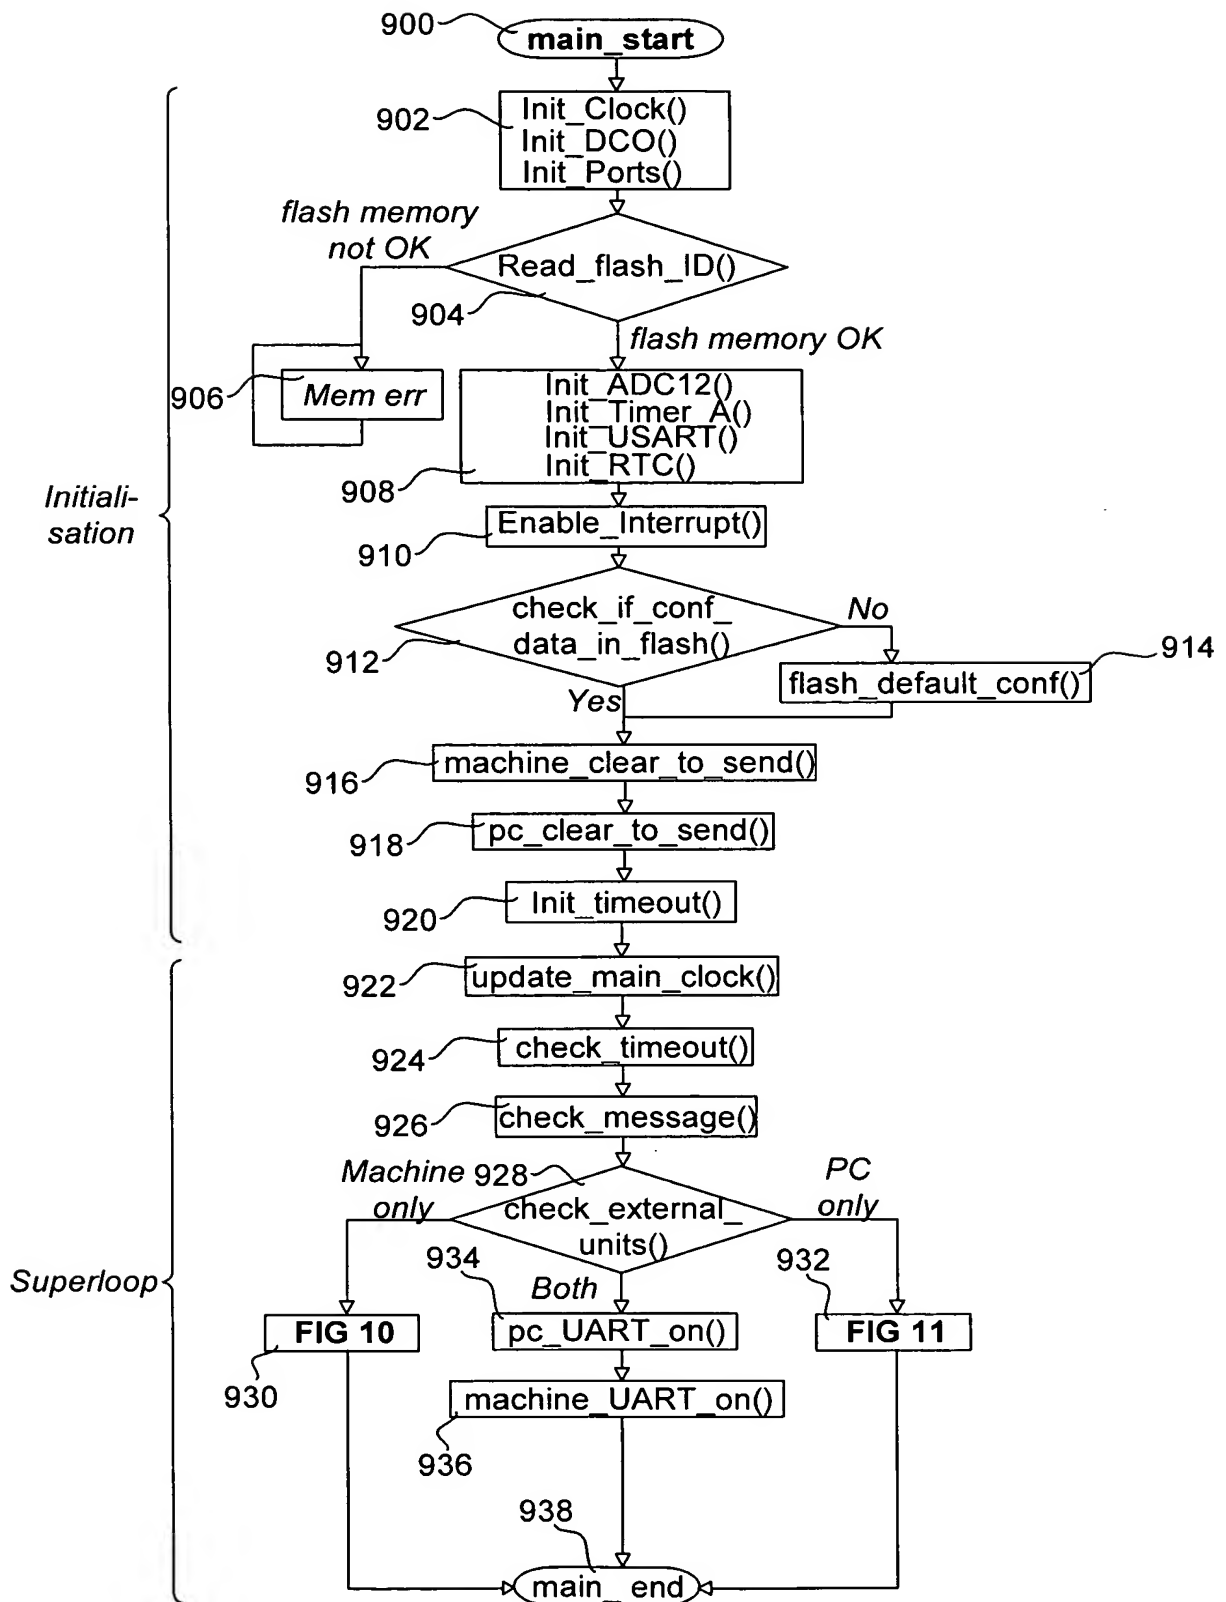 900
main_start
902
Init_Clock()
Init_DCO()
Init_Ports()
flash memory
not OK
Read_flash_ID()
904
flash memory OK
906
Mem err
Init_ADC12()
Init_Timer_A()
Init_USART()
Init_RTC()
908
Initiali-
sation
Enable_Interrupt()
910
check_if_conf_
data_in_flash()
No
912
914
flash_default_conf()
Yes
machine_clear_to_send()
916
pc_clear_to_send()
918
Init_timeout()
920
update_main_clock()
922
check_timeout()
924
check_message()
926
Machine
only
928
PC
only
check_external_
units()
934
932
Superloop
Both
FIG 10
pc_UART_on()
FIG 11
930
machine_UART_on()
936
938
main_end